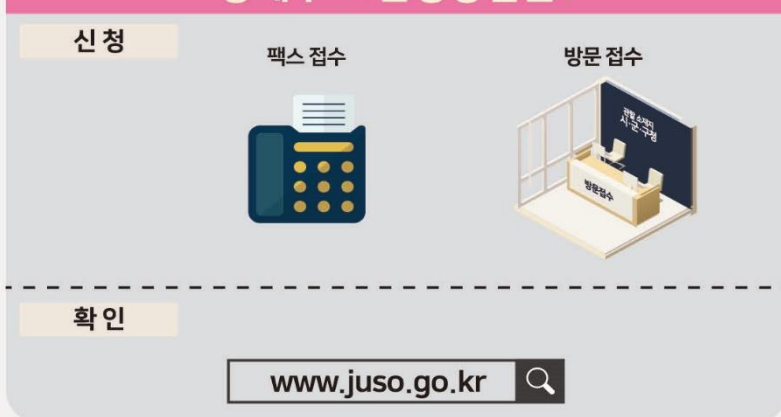 신청
팩스 접수
방문 접수
관할 소재지
시·군·구청
방문접수
확인
www.juso.go.kr